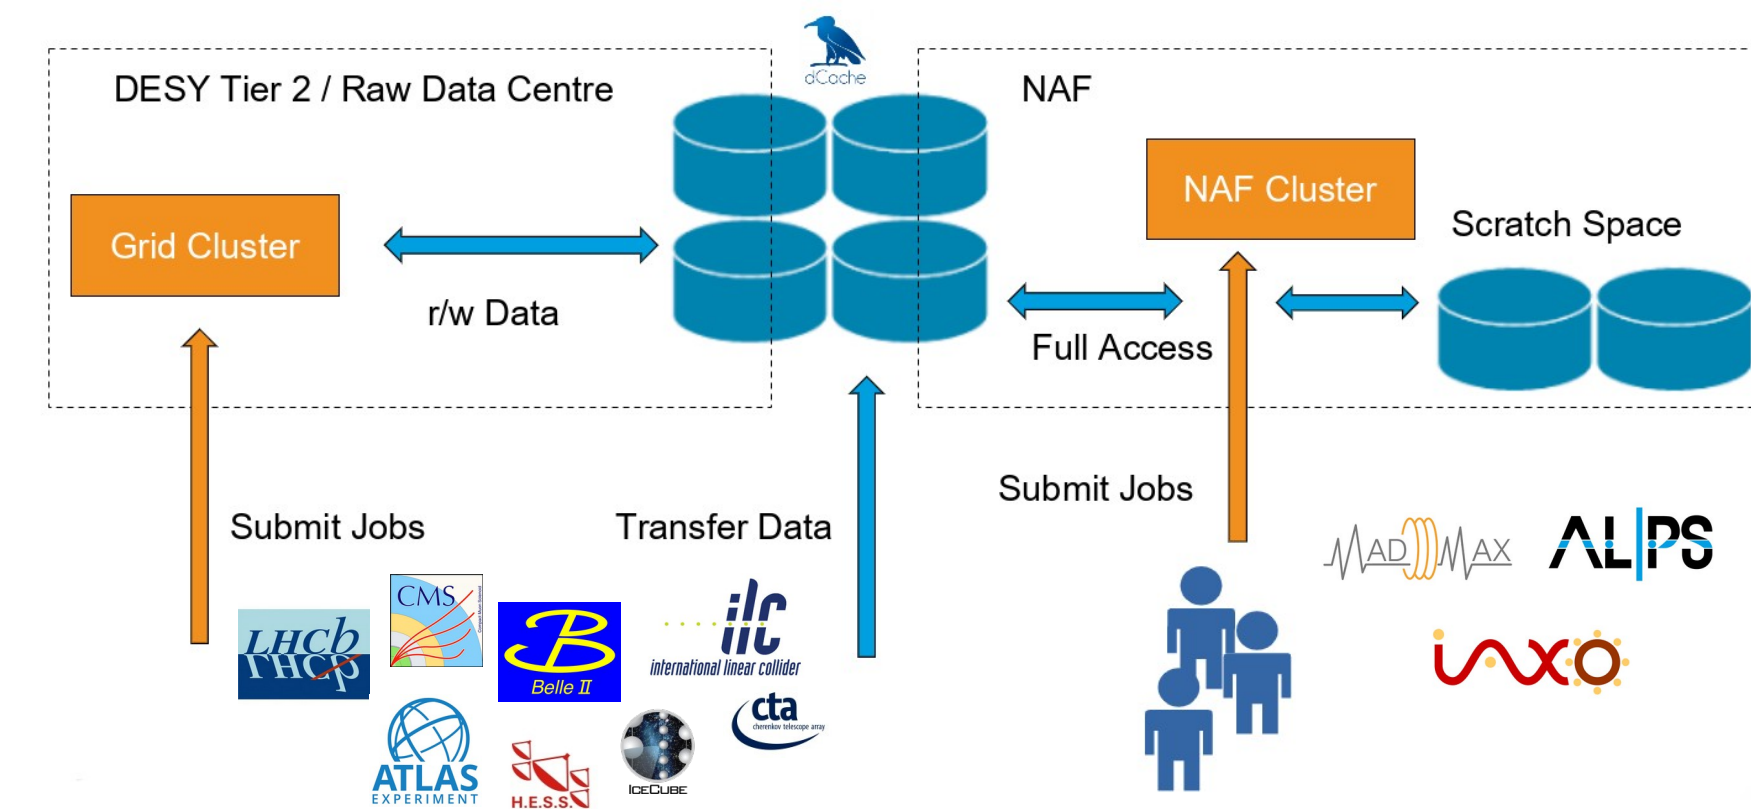 dCache
DESY Tier 2 / Raw Data Centre
NAF
NAF Cluster
Grid Cluster
Scratch Space
r/w Data
Full Access
Submit Jobs
Submit Jobs
Transfer Data
MADMAX
ALPS
LHCb
CMS
Belle II
ilc
international linear collider
iaxo
cta
cherenkov telescope array
ATLAS
EXPERIMENT
H.E.S.S.
ICECUBE